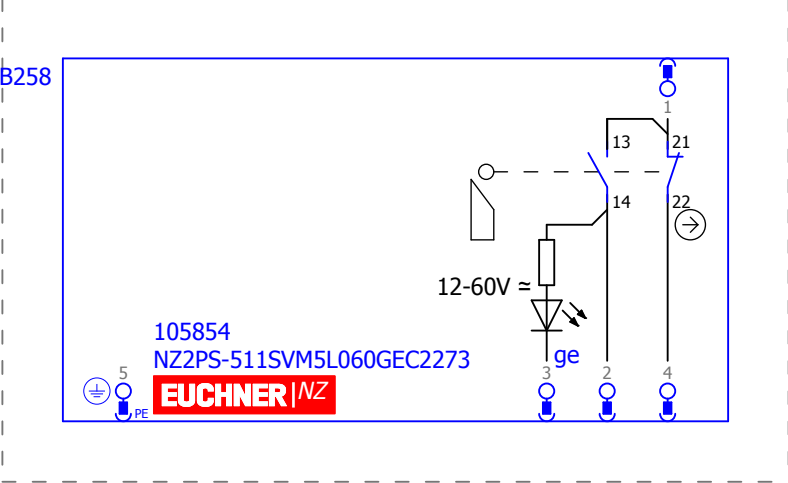 B258
1
13
21
14
22
12-60V ≂
105854
NZ2PS-511SVM5L060GEC2273
ge
5
3
2
4
PE
EUCHNER|NZ